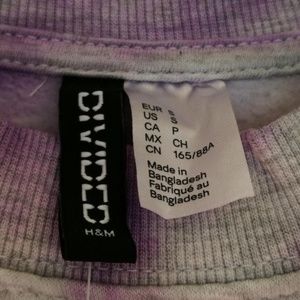 DIVIDED
H&M
EUR S
US S
CA P
MX CH
CN 165/88A
Made in
Bangladesh
Fabriqué au
Bangladesh